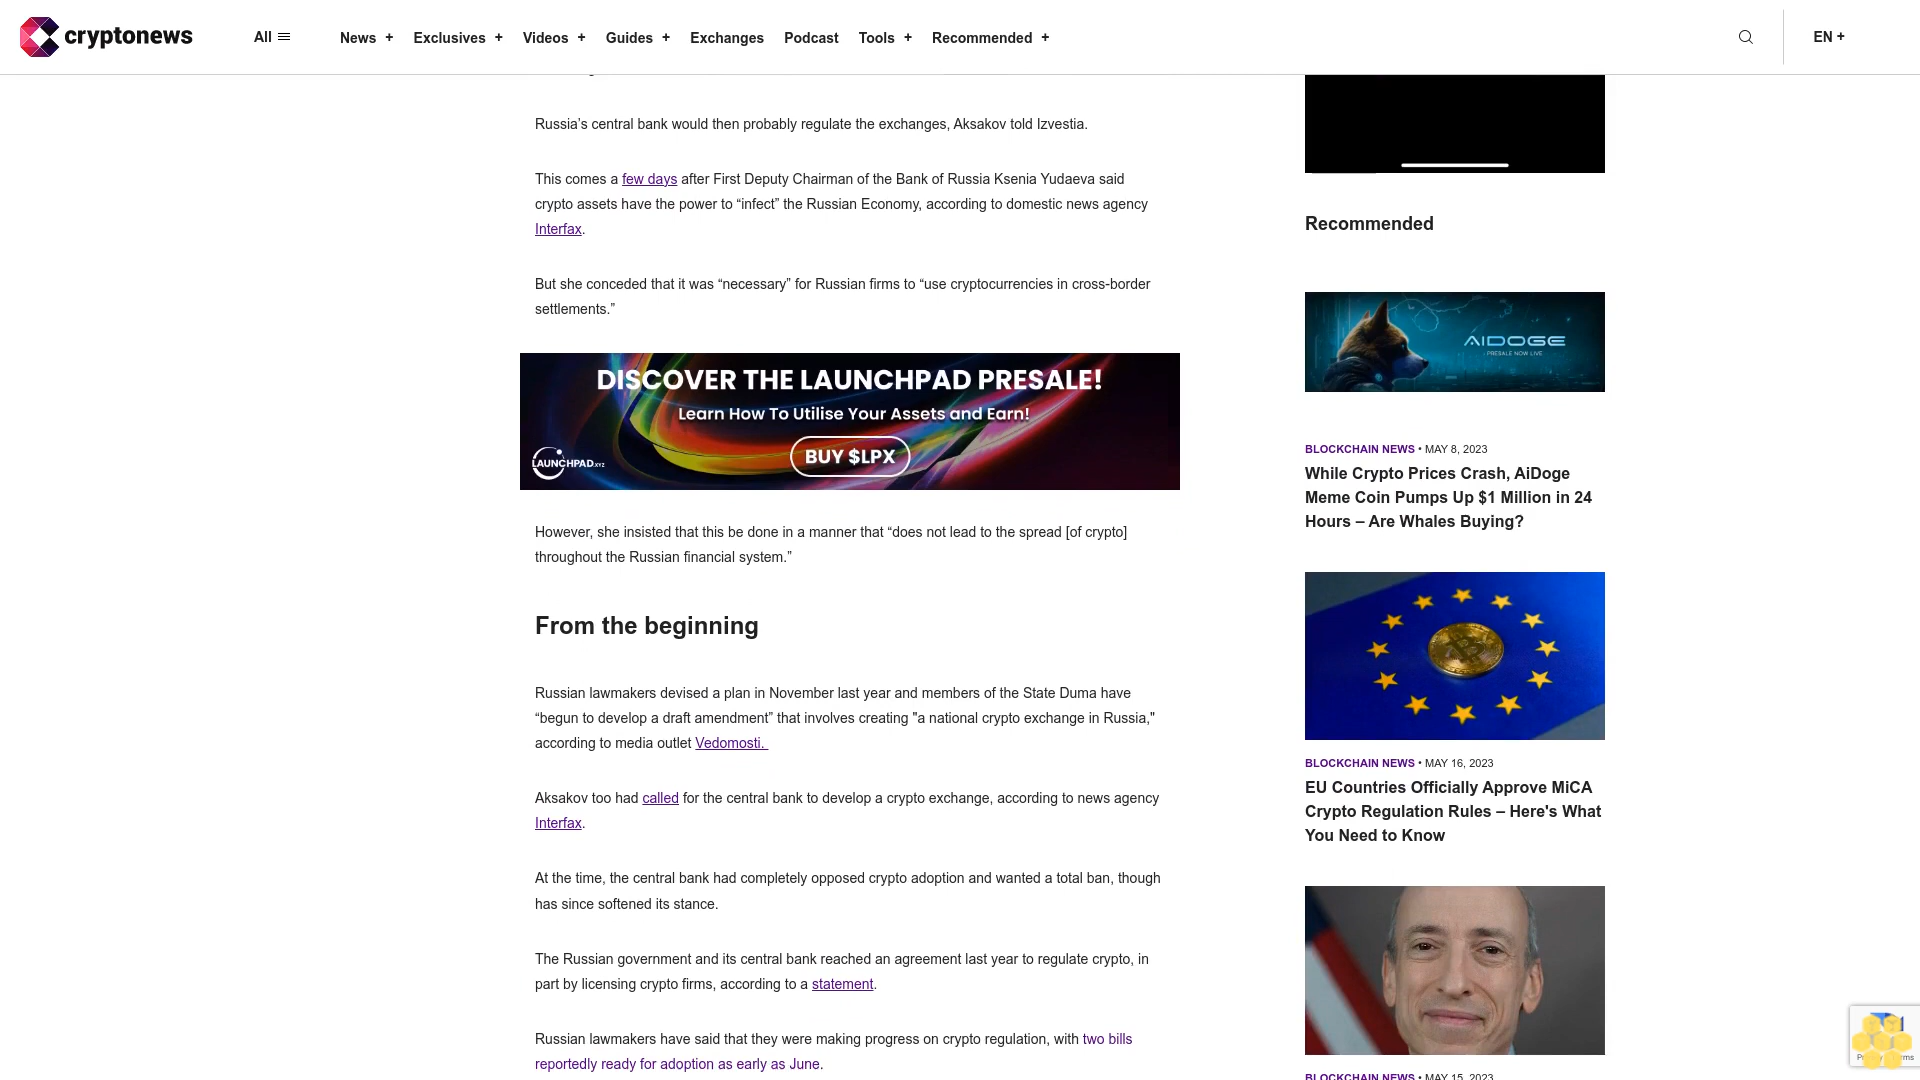 cryptonews
All
News +
Exclusives +
Videos +
Guides +
Exchanges
Podcast
Tools +
Recommended +
EN +
Russia’s central bank would then probably regulate the exchanges, Aksakov told Izvestia.
This comes a few days after First Deputy Chairman of the Bank of Russia Ksenia Yudaeva said
crypto assets have the power to “infect” the Russian Economy, according to domestic news agency
Interfax.
But she conceded that it was “necessary” for Russian firms to “use cryptocurrencies in cross-border
settlements.”
DISCOVER THE LAUNCHPAD PRESALE!
Learn How To Utilise Your Assets and Earn!
BUY $LPX
LAUNCHPAD.XYZ
However, she insisted that this be done in a manner that “does not lead to the spread [of crypto]
throughout the Russian financial system.”
From the beginning
Russian lawmakers devised a plan in November last year and members of the State Duma have
“begun to develop a draft amendment” that involves creating "a national crypto exchange in Russia,"
according to media outlet Vedomosti.
Aksakov too had called for the central bank to develop a crypto exchange, according to news agency
Interfax.
At the time, the central bank had completely opposed crypto adoption and wanted a total ban, though
has since softened its stance.
The Russian government and its central bank reached an agreement last year to regulate crypto, in
part by licensing crypto firms, according to a statement.
Russian lawmakers have said that they were making progress on crypto regulation, with two bills
reportedly ready for adoption as early as June.
Recommended
AIDOGE
PRESALE NOW LIVE
BLOCKCHAIN NEWS • MAY 8, 2023
While Crypto Prices Crash, AiDoge
Meme Coin Pumps Up $1 Million in 24
Hours – Are Whales Buying?
BLOCKCHAIN NEWS • MAY 16, 2023
EU Countries Officially Approve MiCA
Crypto Regulation Rules – Here's What
You Need to Know
BLOCKCHAIN NEWS • MAY 15, 2023